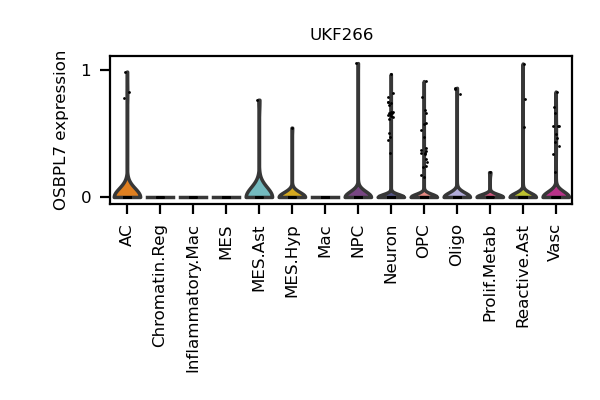 UKF266
OSBPL7 expression
1
0
AC
Chromatin.Reg
Inflammatory.Mac
MES
MES.Ast
MES.Hyp
Mac
NPC
Neuron
OPC
Oligo
Prolif.Metab
Reactive.Ast
Vasc